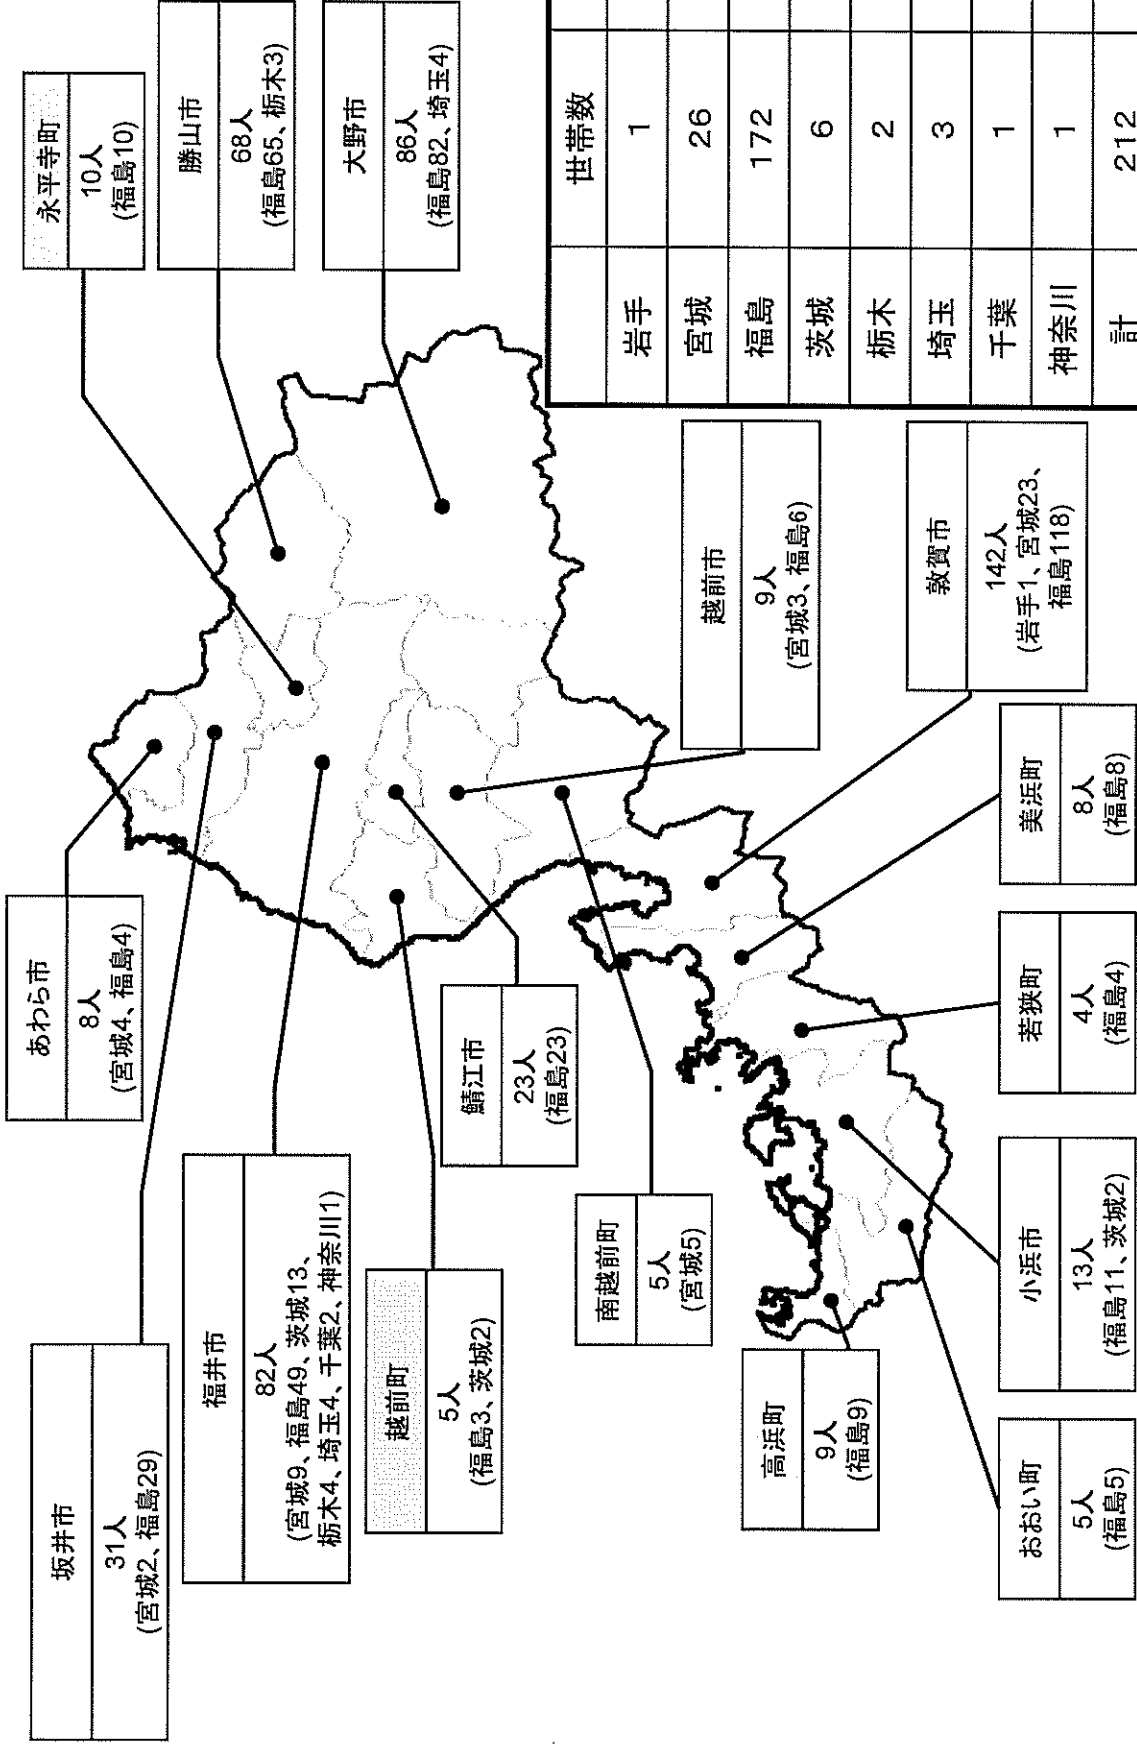 坂井市
31人
(宮城2、福島29)
あわら市
8人
(宮城4、福島4)
永平寺町
10人
(福島10)
勝山市
68人
(福島65、栃木3)
大野市
86人
(福島82、埼玉4)
福井市
82人
(宮城9、福島49、茨城13、
栃木4、埼玉4、千葉2、神奈川1)
越前町
5人
(福島3、茨城2)
鯖江市
23人
(福島23)
南越前町
5人
(宮城5)
越前市
9人
(宮城3、福島6)
敦賀市
142人
(岩手1、宮城23、
福島118)
高浜町
9人
(福島9)
おおい町
5人
(福島5)
小浜市
13人
(福島11、茨城2)
若狭町
4人
(福島4)
美浜町
8人
(福島8)
世帯数
岩手 1
宮城 26
福島 172
茨城 6
栃木 2
埼玉 3
千葉 1
神奈川 1
計 212